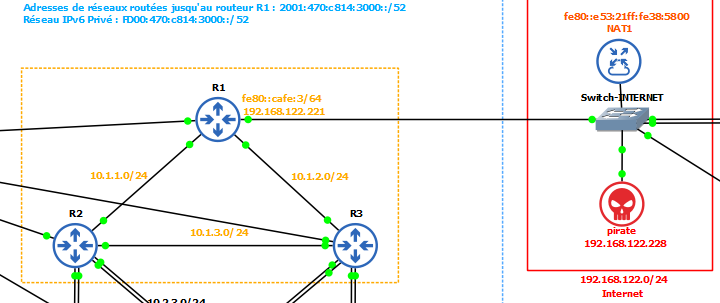 Adresses de réseaux routées jusqu'au routeur R1 : 2001:470:c814:3000::/52
Réseau IPv6 Privé : FD00:470:c814:3000::/52
fe80::e53:21ff:fe38:5800
NAT1
R1
Switch-INTERNET
fe80::cafe:3/64
192.168.122.221
10.1.1.0/24
10.1.2.0/24
R2
R3
10.1.3.0/24
pirate
192.168.122.228
192.168.122.0/24
Internet
10.2.3.0/24